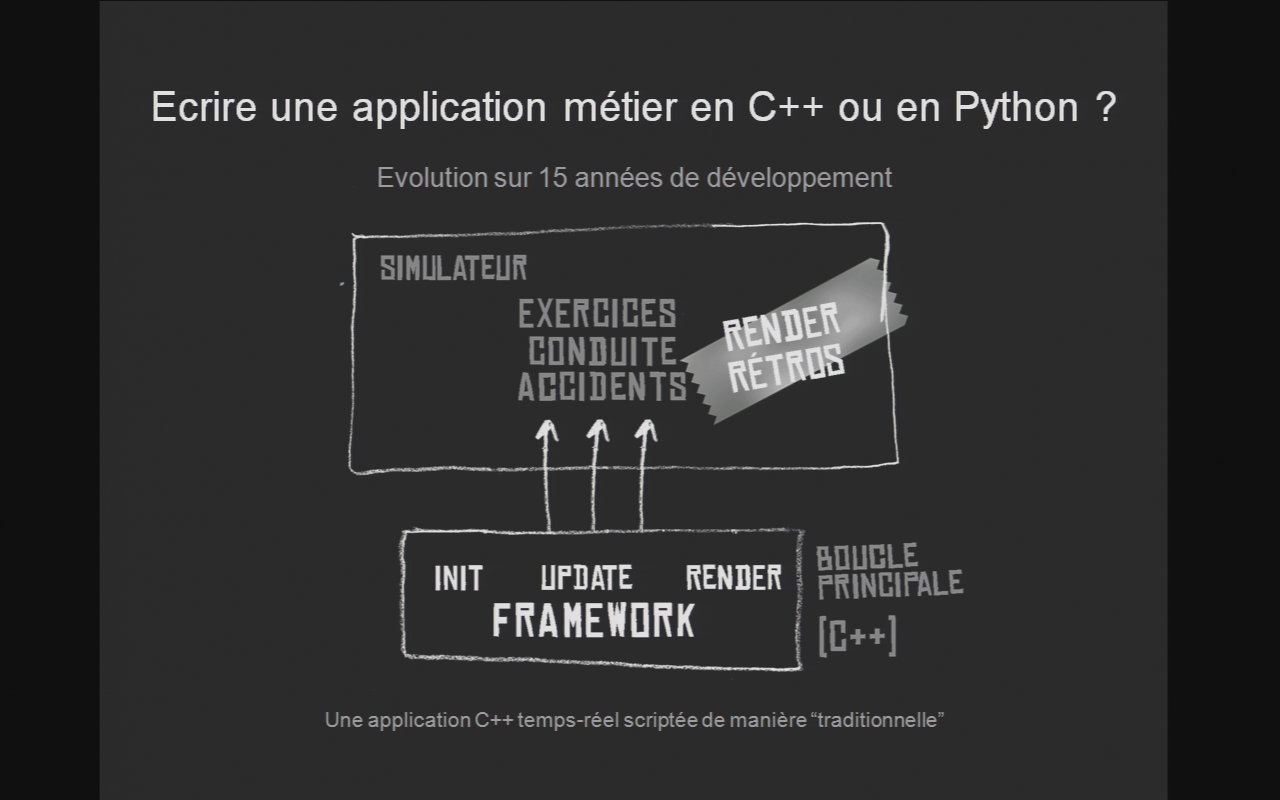 Ecrire une application métier en C++ ou en Python ?
Evolution sur 15 années de développement
SIMULATEUR
EXERCICES
CONDUITE
ACCIDENTS
RENDER
RÉTROS
INIT UPDATE RENDER
FRAMEWORK
BOUCLE
PRINCIPALE
[C++]
Une application C++ temps-réel scriptée de manière “traditionnelle”